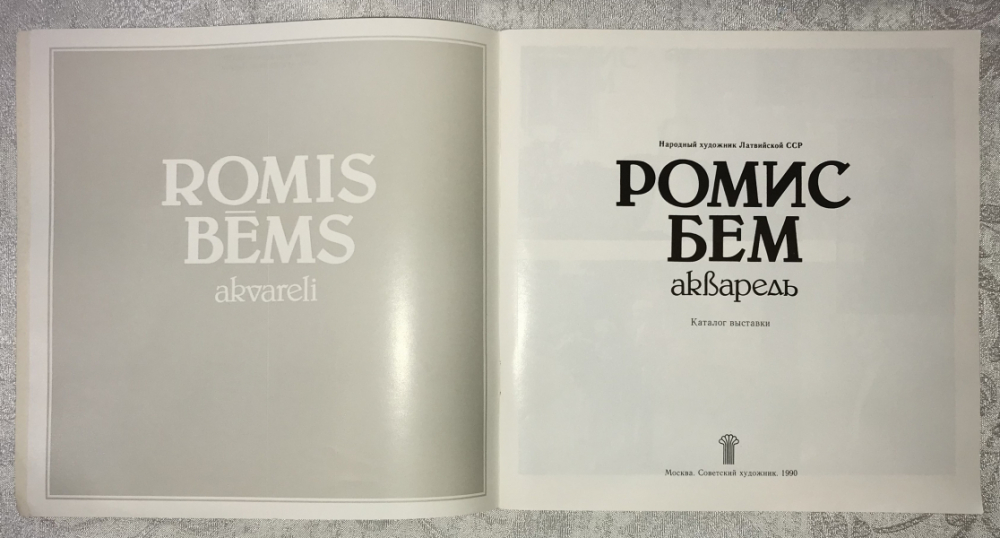 ROMIS
BĒMS
akvareli
Народный художник Латвийской ССР
РОМИС
БЕМ
акварель
Каталог выставки
Москва. Советский художник. 1990